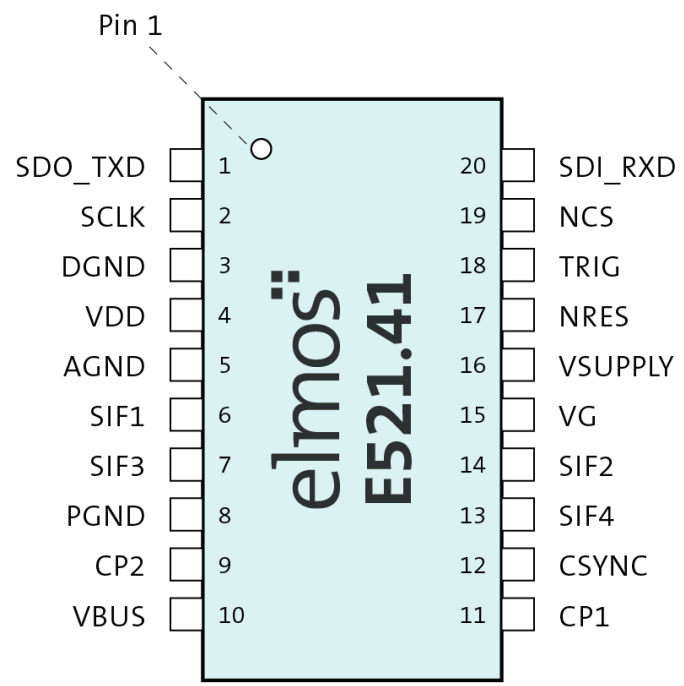 Pin 1
SDO_TXD 1 20 SDI_RXD
SCLK 2 19 NCS
DGND 3 18 TRIG
VDD 4 17 NRES
AGND 5 16 VSUPPLY
SIF1 6 15 VG
SIF3 7 14 SIF2
PGND 8 13 SIF4
CP2 9 12 CSYNC
VBUS 10 11 CP1
elmos
E521.41